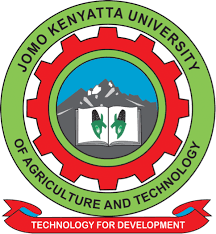 JOMO KENYATTA UNIVERSITY
OF AGRICULTURE AND TECHNOLOGY
TECHNOLOGY FOR DEVELOPMENT